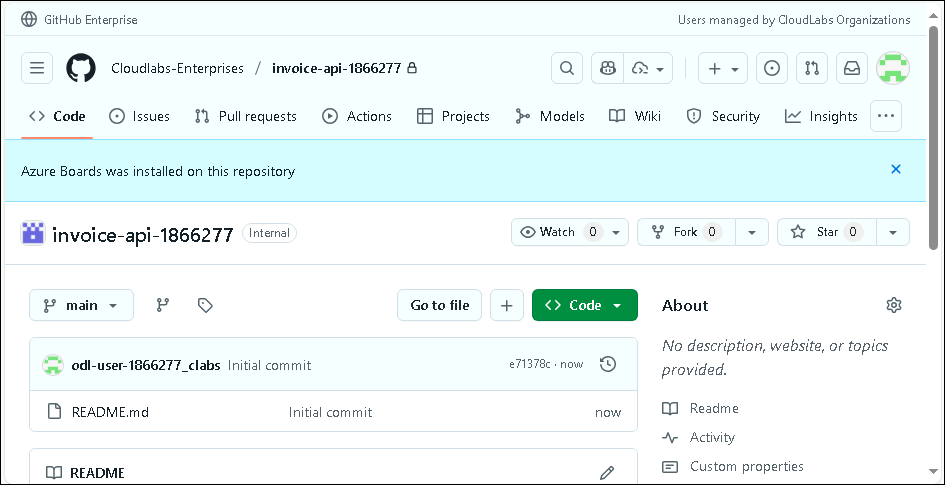 GitHub Enterprise Users managed by CloudLabs Organizations
Cloudlabs-Enterprises / invoice-api-1866277
Code Issues Pull requests Actions Projects Models Wiki Security Insights
Azure Boards was installed on this repository
invoice-api-1866277 Internal Watch 0 Fork 0 Star 0
main Go to file Code About
odl-user-1866277_clabs Initial commit e71378c · now
No description, website, or topics
provided.
README.md Initial commit now
Readme
Activity
README
Custom properties